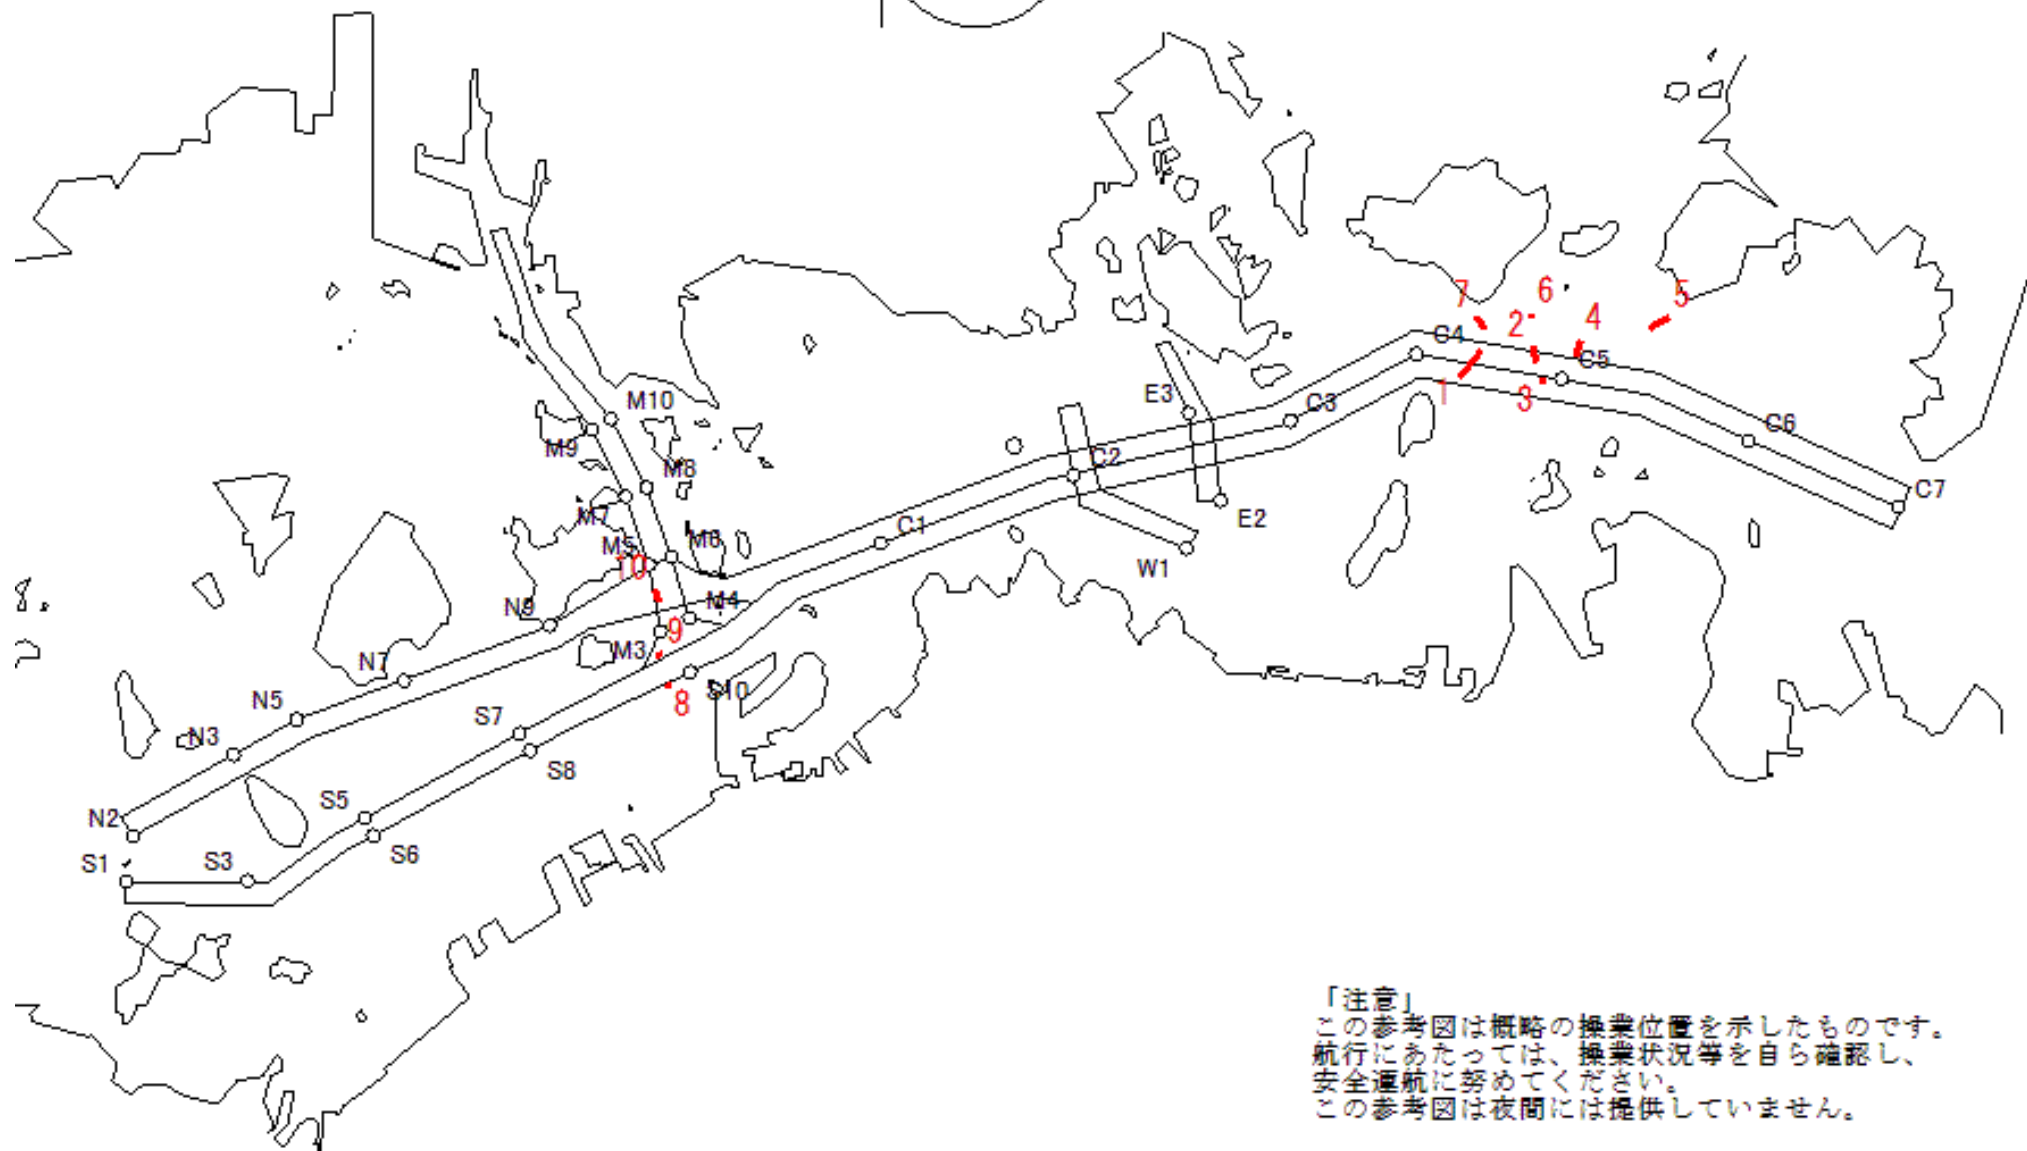 7
6
5
2
4
C4
C5
1
3
E3
C3
M10
C6
M9
M8
C2
C7
E2
M7
C1
M5
M6
10
W1
N9
M4
9
M3
N7
S10
8
N5
S7
N3
S8
S5
N2
S6
S1
S3
「注意」
この参考図は概略の操業位置を示したものです。
航行にあたっては、操業状況等を自ら確認し、
安全運航に努めてください。
この参考図は夜間には提供していません。